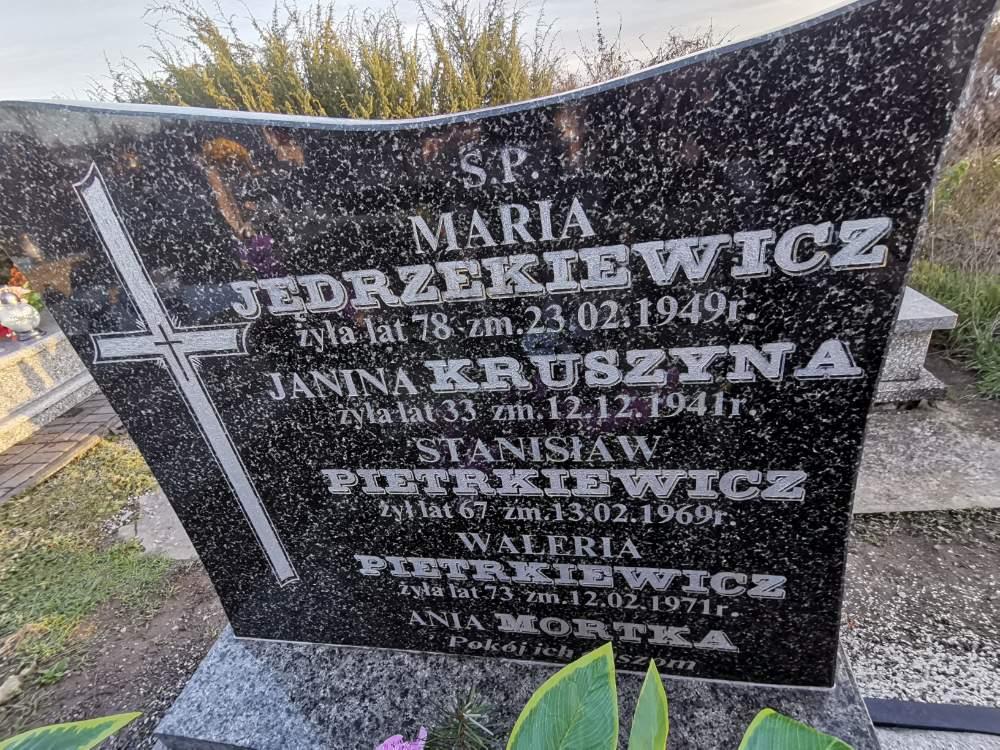 Ś.P.
MARIA
JĘDRZEKIEWICZ
żyła lat 78 zm.23.02.1949r.
JANINA KRUSZYNA
żyła lat 33 zm.12.12.1941r.
STANISŁAW
PIETRKIEWICZ
żył lat 67 zm.13.02.1969r.
WALERIA
PIETRKIEWICZ
żyła lat 73 zm.12.02.1971r.
ANIA MORTKA
Pokój ich